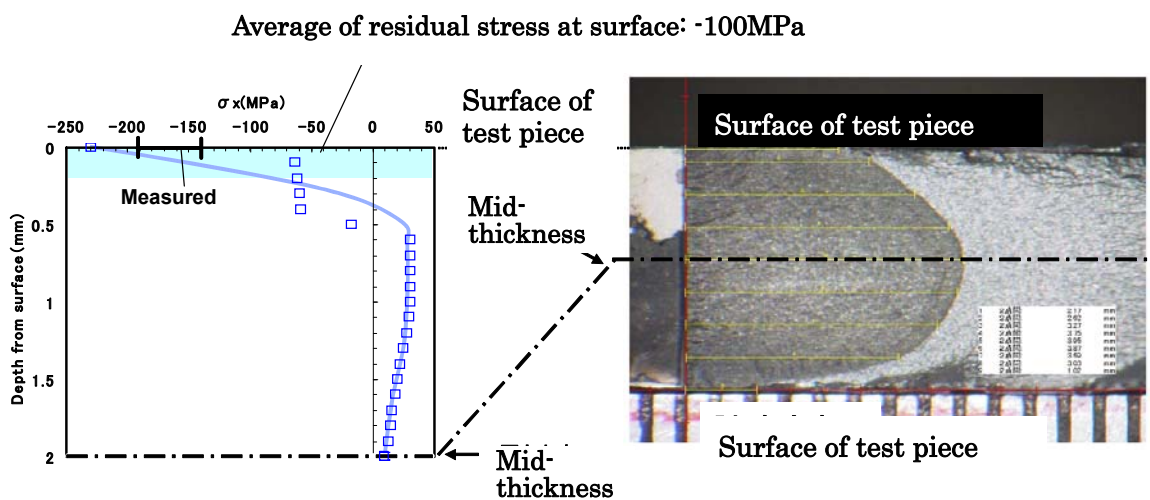 Average of residual stress at surface: -100MPa
σx(MPa)
-250 -200 -150 -100 -50 0 50
0
0.5
1
1.5
2
Depth from surface(mm)
Measured
Surface of
test piece
Mid-
thickness
Mid-
thickness
Surface of test piece
Surface of test piece